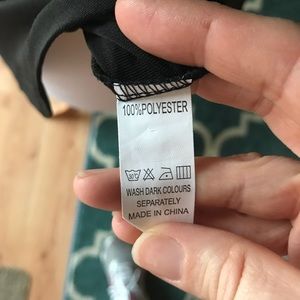 100%POLYESTER
WASH DARK COLOURS
SEPARATELY
MADE IN CHINA